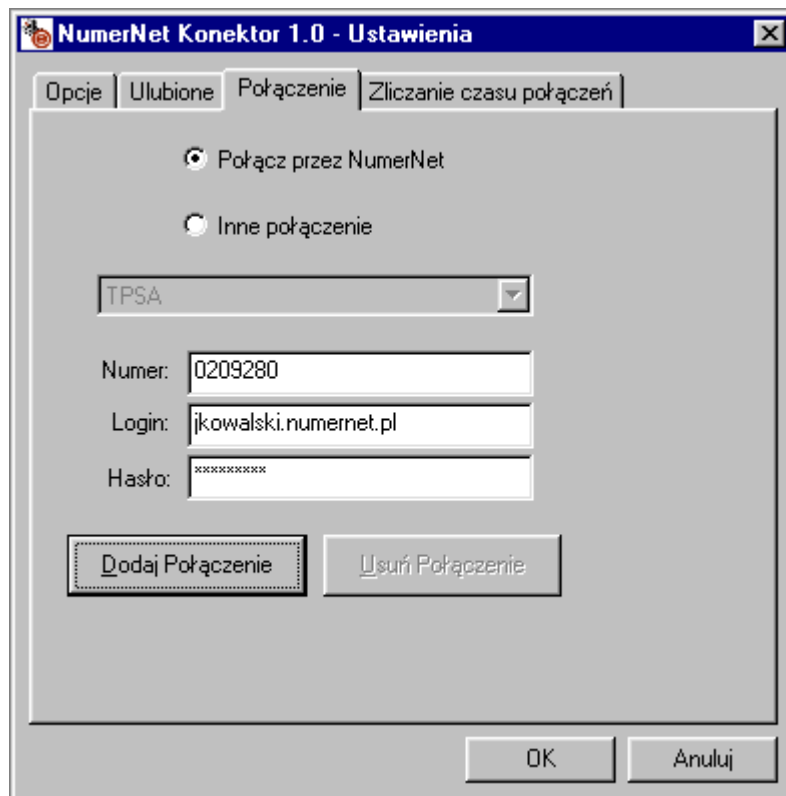 NumerNet Konektor 1.0 - Ustawienia
Opcje Ulubione Połączenie Zliczanie czasu połączeń
Połącz przez NumerNet
Inne połączenie
TPSA
Numer: 0209280
Login: jkowalski.numernet.pl
Hasło: *********
Dodaj Połączenie Usuń Połączenie
OK Anuluj